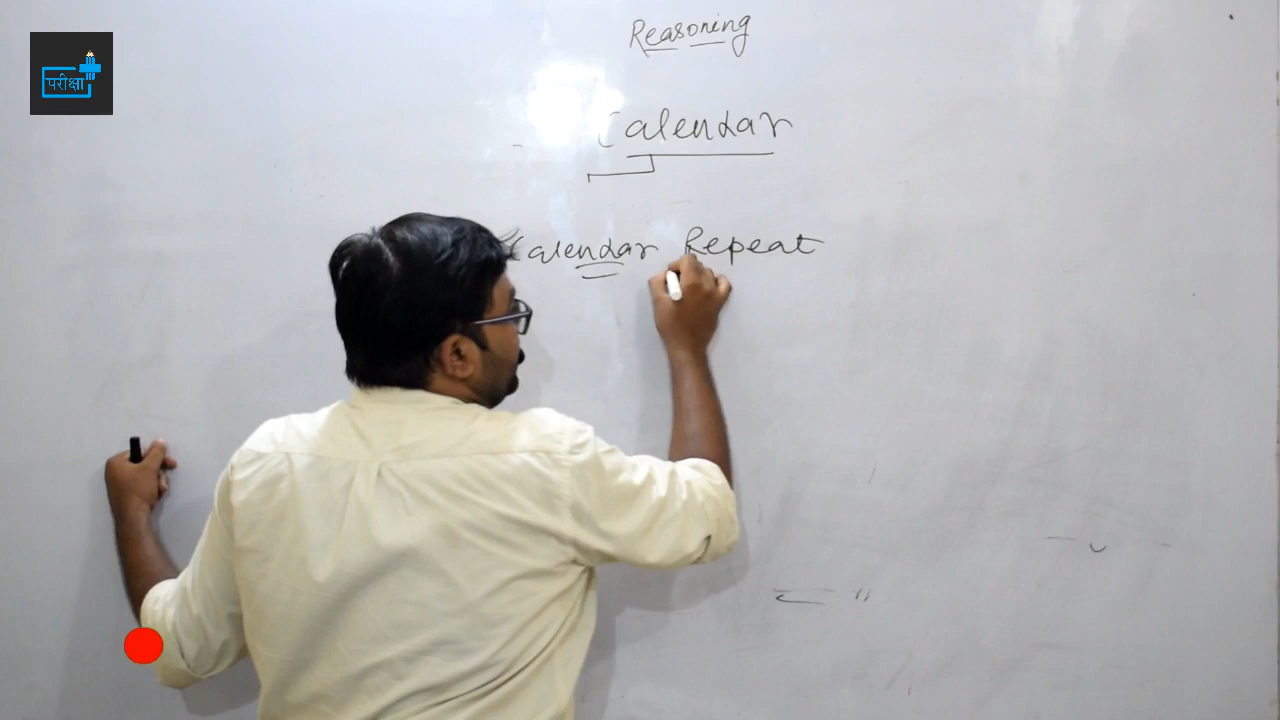 Reasoning
परीक्षा
Calendar
Calendar Repeat